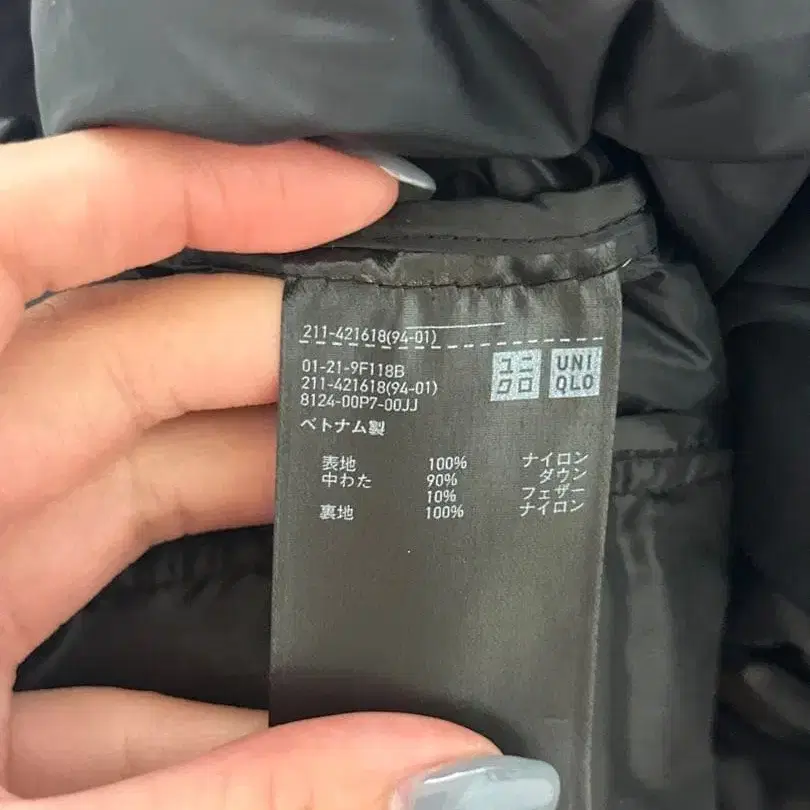 211-421618(94-01)
01-21-9F118B
211-421618(94-01)
8124-00P7-00JJ
ユニ
クロ
UNI
QLO
ベトナム製
表地 100% ナイロン
中わた 90% ダウン
10% フェザー
裏地 100% ナイロン